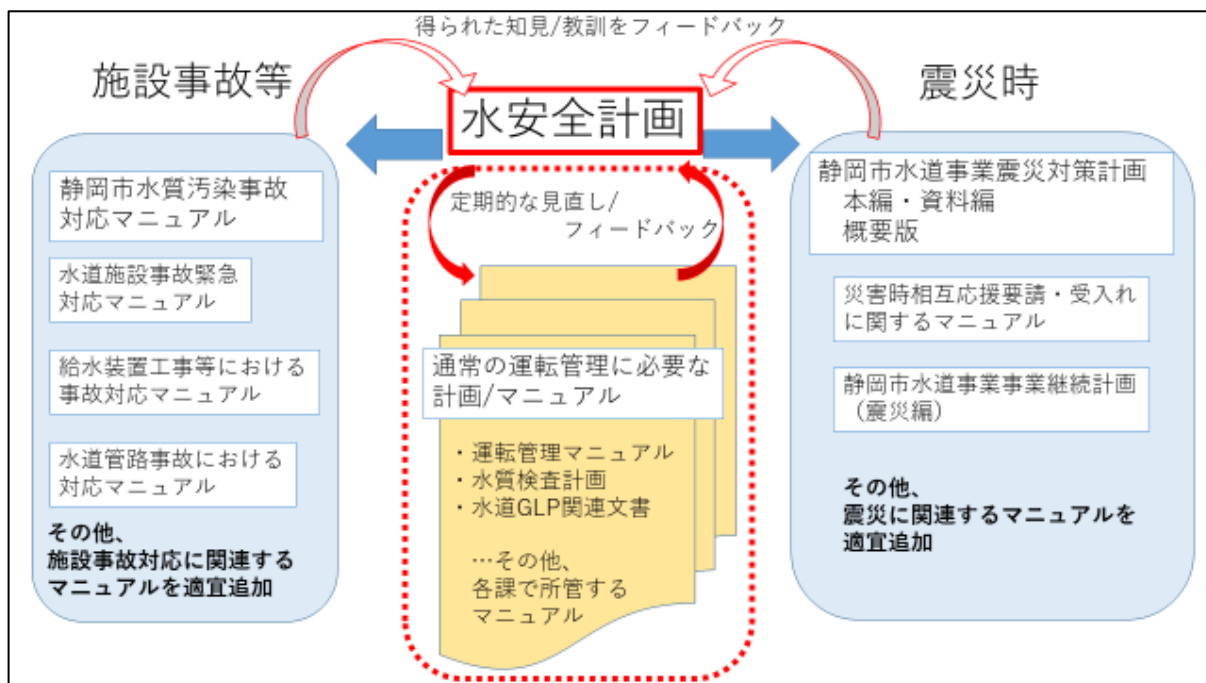 得られた知見/教訓をフィードバック
施設事故等
水安全計画
震災時
静岡市水質汚染事故
対応マニュアル
水道施設事故緊急
対応マニュアル
給水装置工事等における
事故対応マニュアル
水道管路事故における
対応マニュアル
その他、
施設事故対応に関連する
マニュアルを適宜追加
定期的な見直し/
フィードバック
通常の運転管理に必要な
計画/マニュアル
・運転管理マニュアル
・水質検査計画
・水道GLP関連文書
…その他、
各課で所管する
マニュアル
静岡市水道事業震災対策計画
本編・資料編
概要版
災害時相互応援要請・受入れ
に関するマニュアル
静岡市水道事業事業継続計画
（震災編）
その他、
震災に関連するマニュアルを
適宜追加